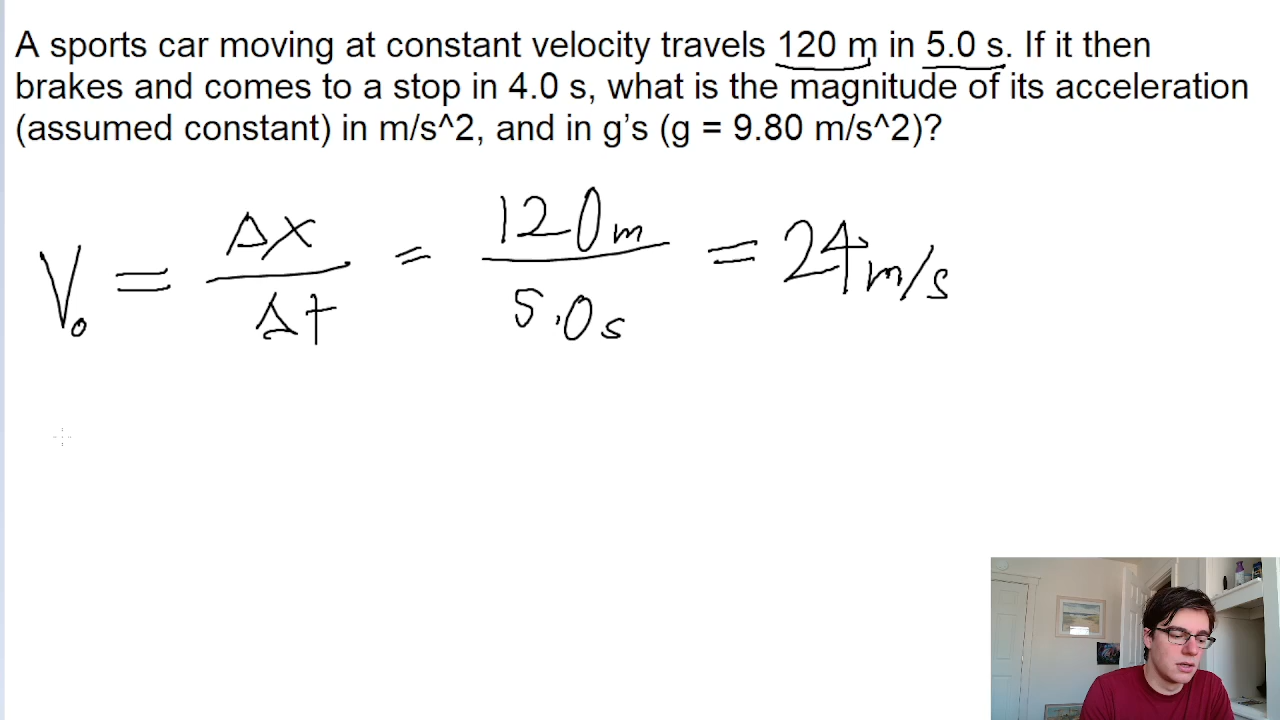 A sports car moving at constant velocity travels 120 m in 5.0 s. If it then
brakes and comes to a stop in 4.0 s, what is the magnitude of its acceleration
(assumed constant) in m/s^2, and in g’s (g = 9.80 m/s^2)?
V₀ = Δx/Δt = 120m/5.0s = 24m/s